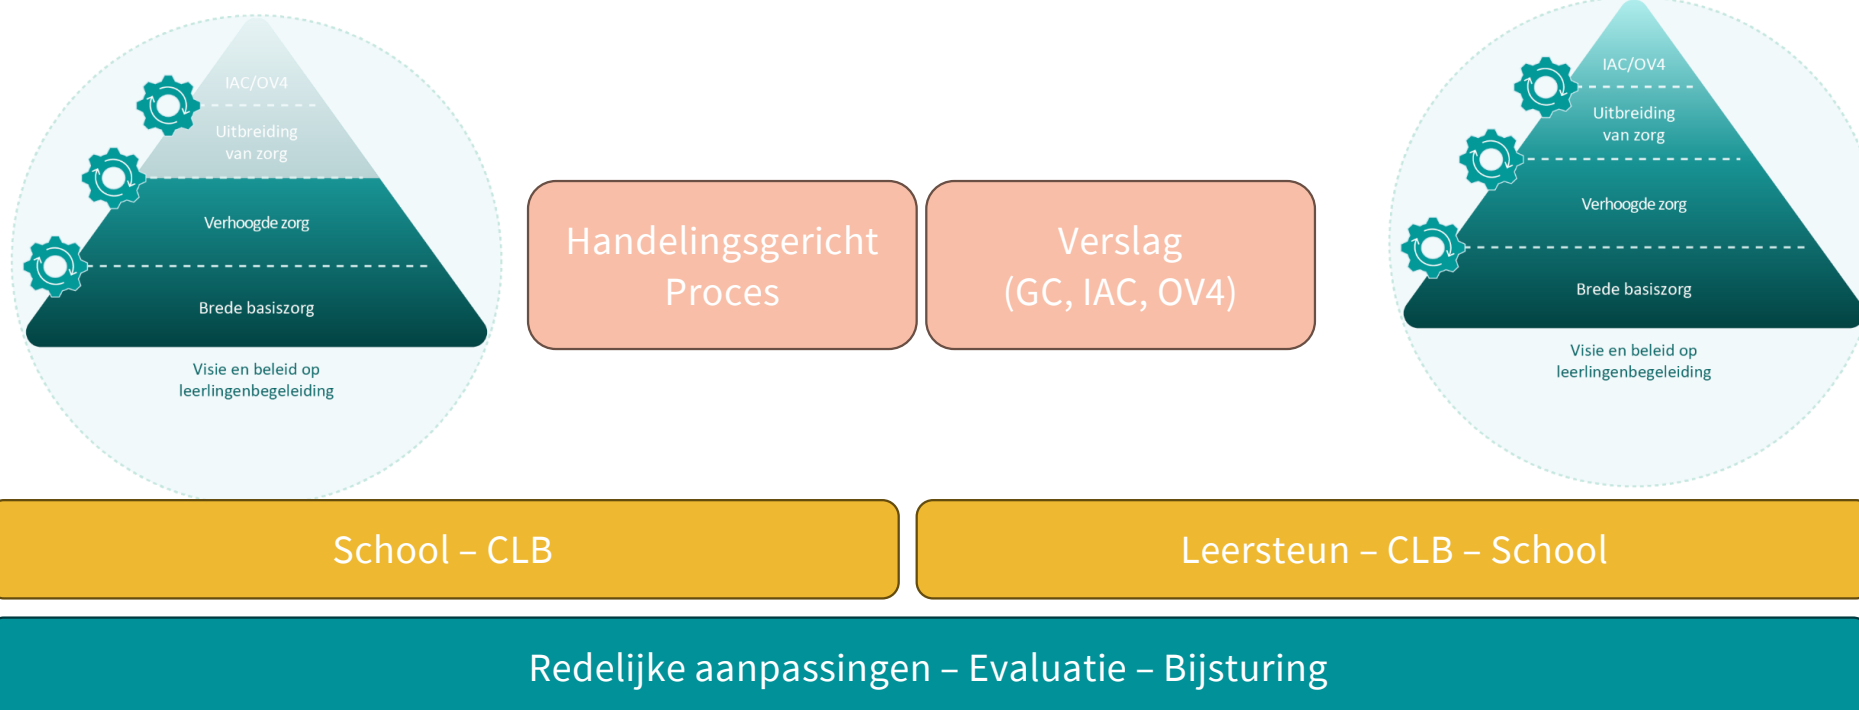 IAC/OV4
Uitbreiding
van zorg
Verhoogde zorg
Brede basiszorg
Visie en beleid op
leerlingenbegeleiding
Handelingsgericht
Proces
Verslag
(GC, IAC, OV4)
IAC/OV4
Uitbreiding
van zorg
Verhoogde zorg
Brede basiszorg
Visie en beleid op
leerlingenbegeleiding
School – CLB
Leersteun – CLB – School
Redelijke aanpassingen – Evaluatie – Bijsturing